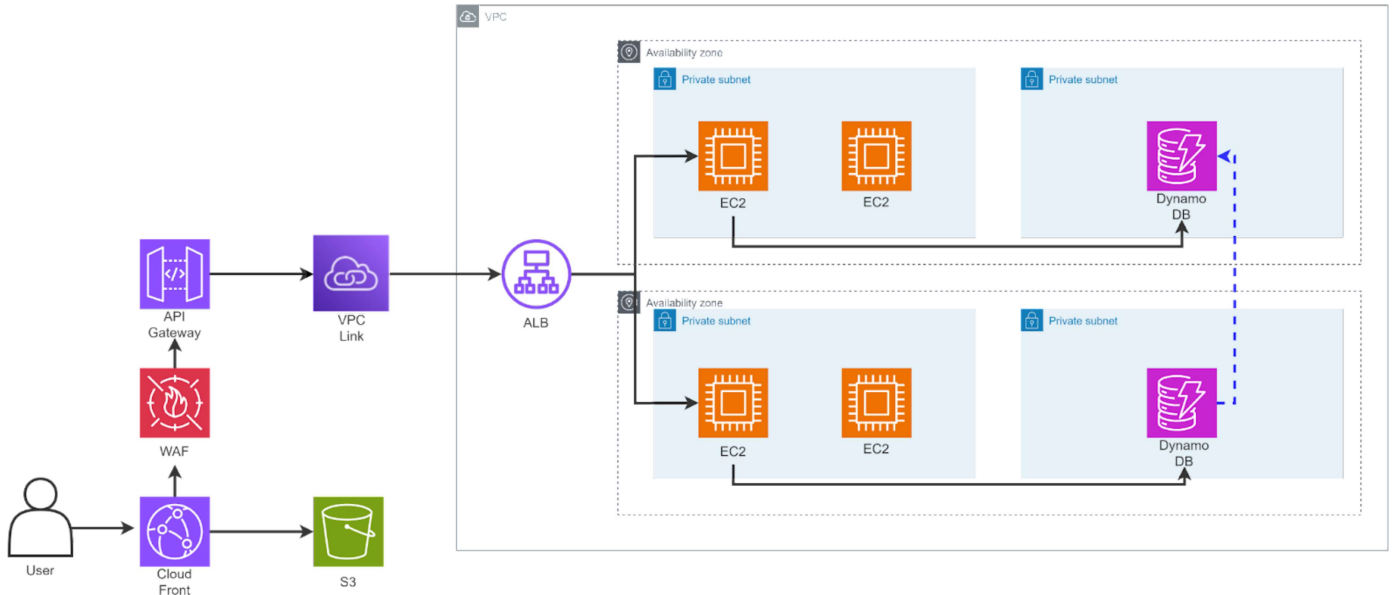 VPC
Availability zone
Private subnet
Private subnet
EC2
EC2
Dynamo
DB
API
Gateway
VPC
Link
ALB
Availability zone
Private subnet
Private subnet
EC2
EC2
Dynamo
DB
WAF
User
Cloud
Front
S3